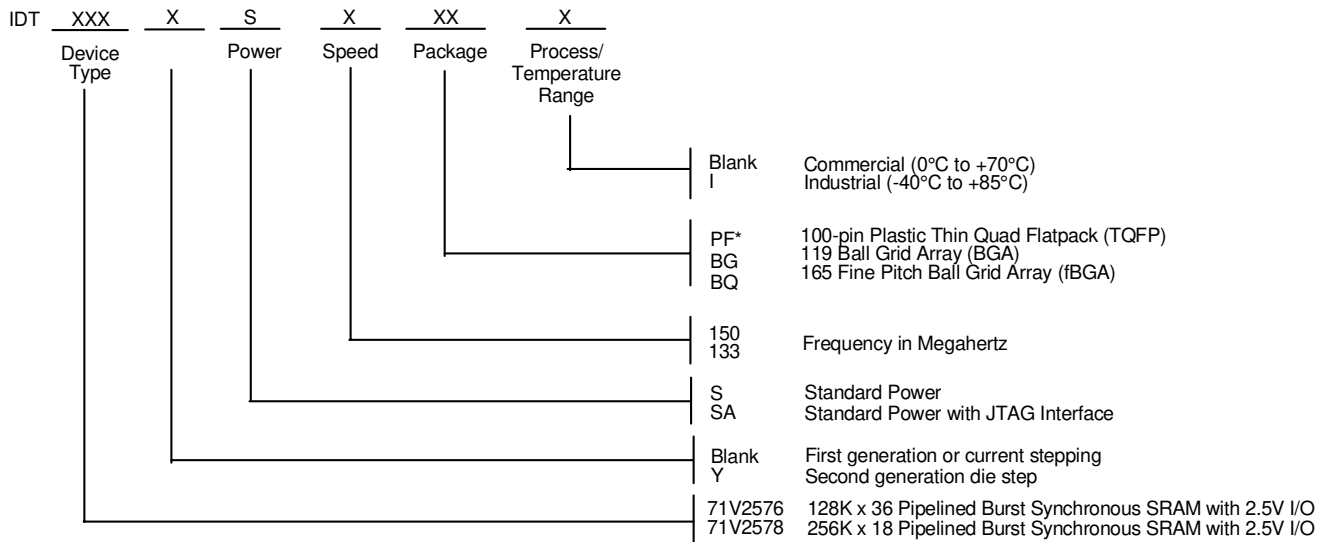 IDT XXX X S X XX X
Device Type
Power
Speed
Package
Process/ Temperature Range
Blank Commercial (0°C to +70°C)
I Industrial (-40°C to +85°C)
PF* 100-pin Plastic Thin Quad Flatpack (TQFP)
BG 119 Ball Grid Array (BGA)
BQ 165 Fine Pitch Ball Grid Array (fBGA)
150
133
Frequency in Megahertz
S Standard Power
SA Standard Power with JTAG Interface
Blank First generation or current stepping
Y Second generation die step
71V2576 128K x 36 Pipelined Burst Synchronous SRAM with 2.5V I/O
71V2578 256K x 18 Pipelined Burst Synchronous SRAM with 2.5V I/O